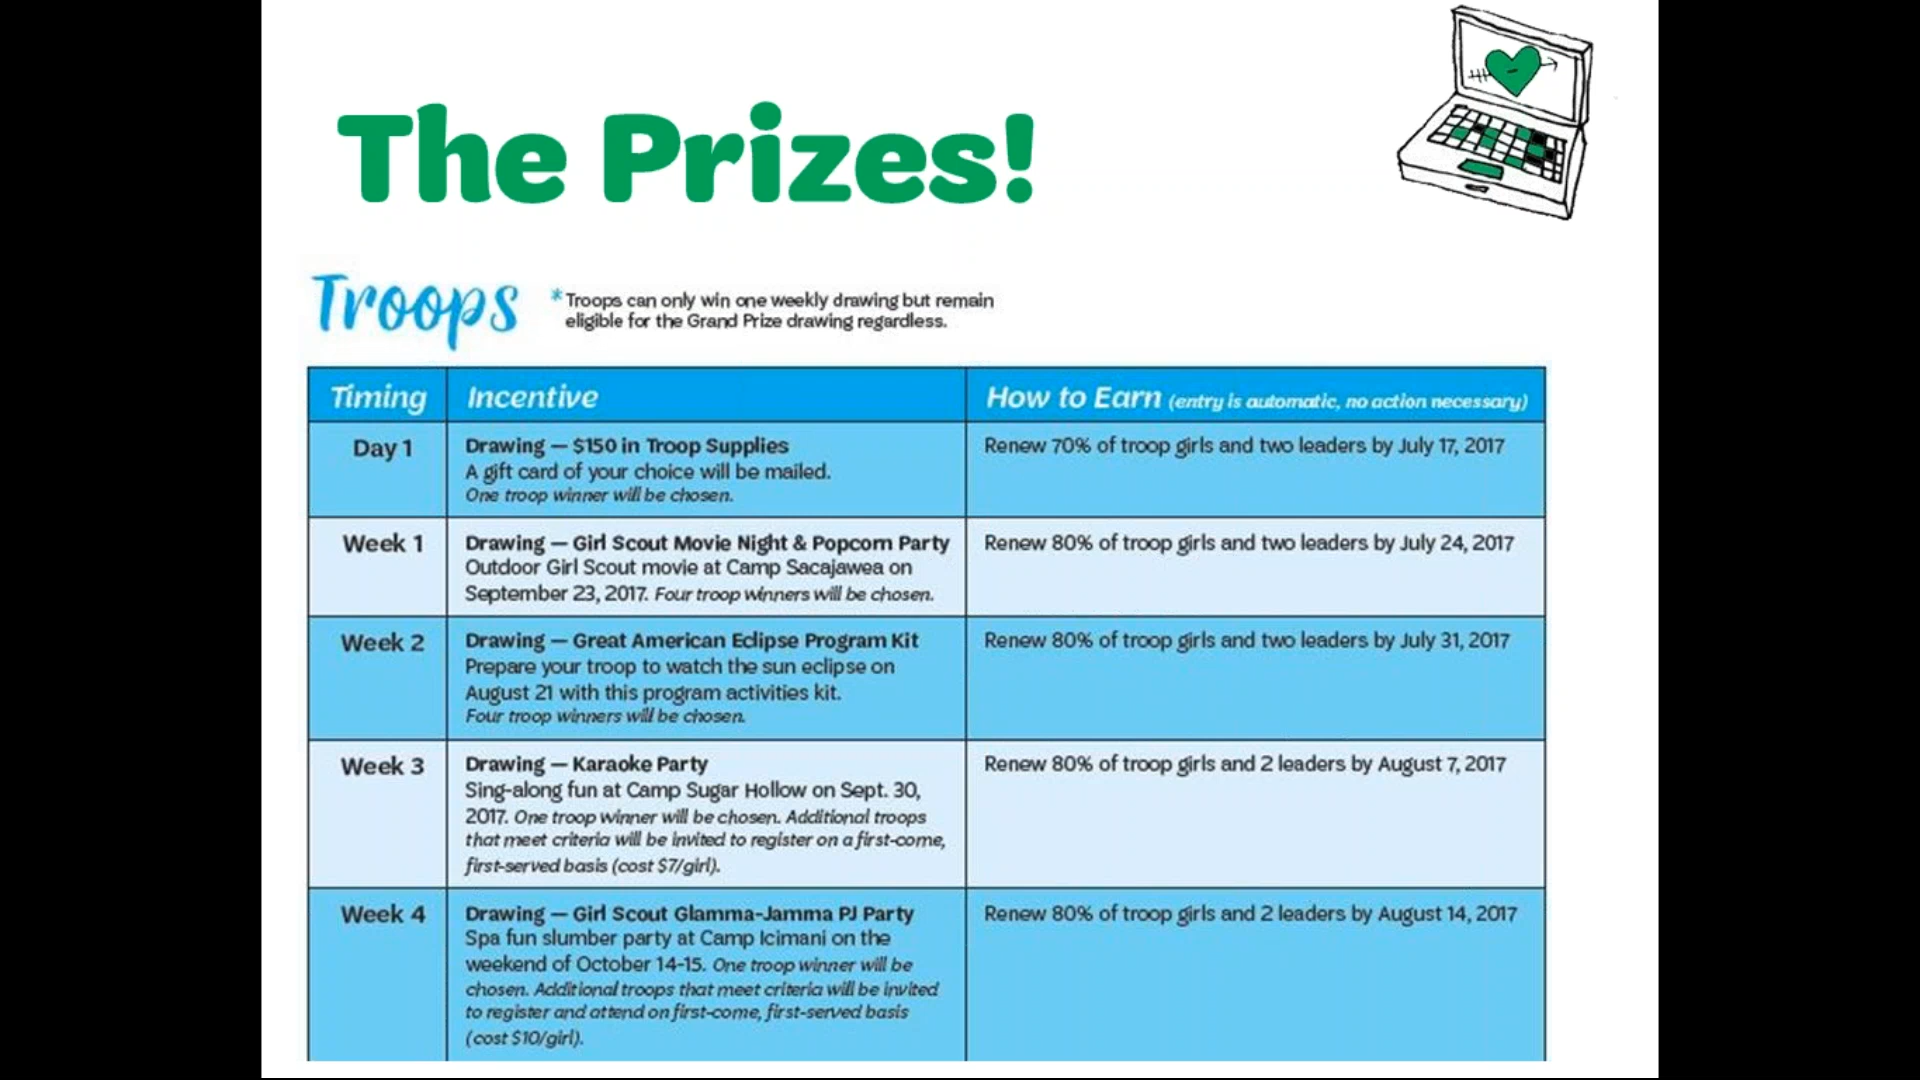 The Prizes!
Troops
*Troops can only win one weekly drawing but remain
eligible for the Grand Prize drawing regardless.
Timing
Incentive
How to Earn (entry is automatic, no action necessary)
Day 1
Drawing — $150 in Troop Supplies
A gift card of your choice will be mailed.
One troop winner will be chosen.
Renew 70% of troop girls and two leaders by July 17, 2017
Week 1
Drawing — Girl Scout Movie Night & Popcorn Party
Outdoor Girl Scout movie at Camp Sacajawea on
September 23, 2017. Four troop winners will be chosen.
Renew 80% of troop girls and two leaders by July 24, 2017
Week 2
Drawing — Great American Eclipse Program Kit
Prepare your troop to watch the sun eclipse on
August 21 with this program activities kit.
Four troop winners will be chosen.
Renew 80% of troop girls and two leaders by July 31, 2017
Week 3
Drawing — Karaoke Party
Sing-along fun at Camp Sugar Hollow on Sept. 30,
2017. One troop winner will be chosen. Additional troops
that meet criteria will be invited to register on a first-come,
first-served basis (cost $7/girl).
Renew 80% of troop girls and 2 leaders by August 7, 2017
Week 4
Drawing — Girl Scout Glamma-Jamma PJ Party
Spa fun slumber party at Camp Icimani on the
weekend of October 14-15. One troop winner will be
chosen. Additional troops that meet criteria will be invited
to register and attend on first-come, first-served basis
(cost $10/girl).
Renew 80% of troop girls and 2 leaders by August 14, 2017